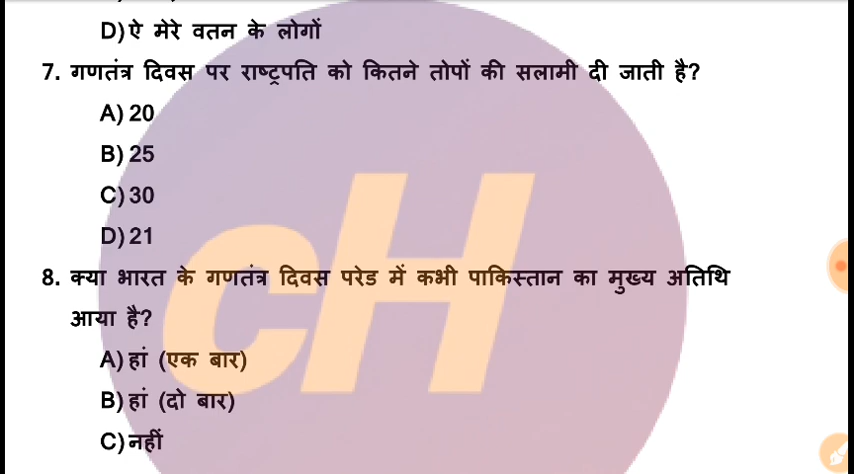 D) ऐ मेरे वतन के लोगों
7. गणतंत्र दिवस पर राष्ट्रपति को कितने तोपों की सलामी दी जाती है?
A) 20
B) 25
C) 30
D) 21
8. क्या भारत के गणतंत्र दिवस परेड में कभी पाकिस्तान का मुख्य अतिथि
आया है?
A) हां (एक बार)
B) हां (दो बार)
C) नहीं
cH